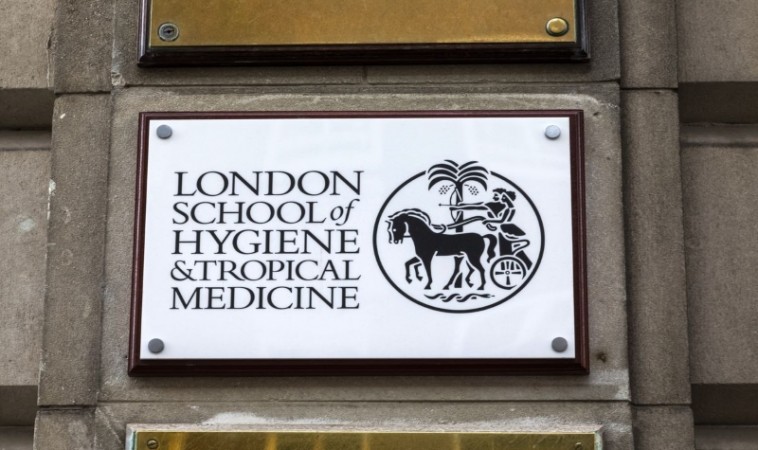 LONDON
SCHOOL of
HYGIENE
&TROPICAL
MEDICINE